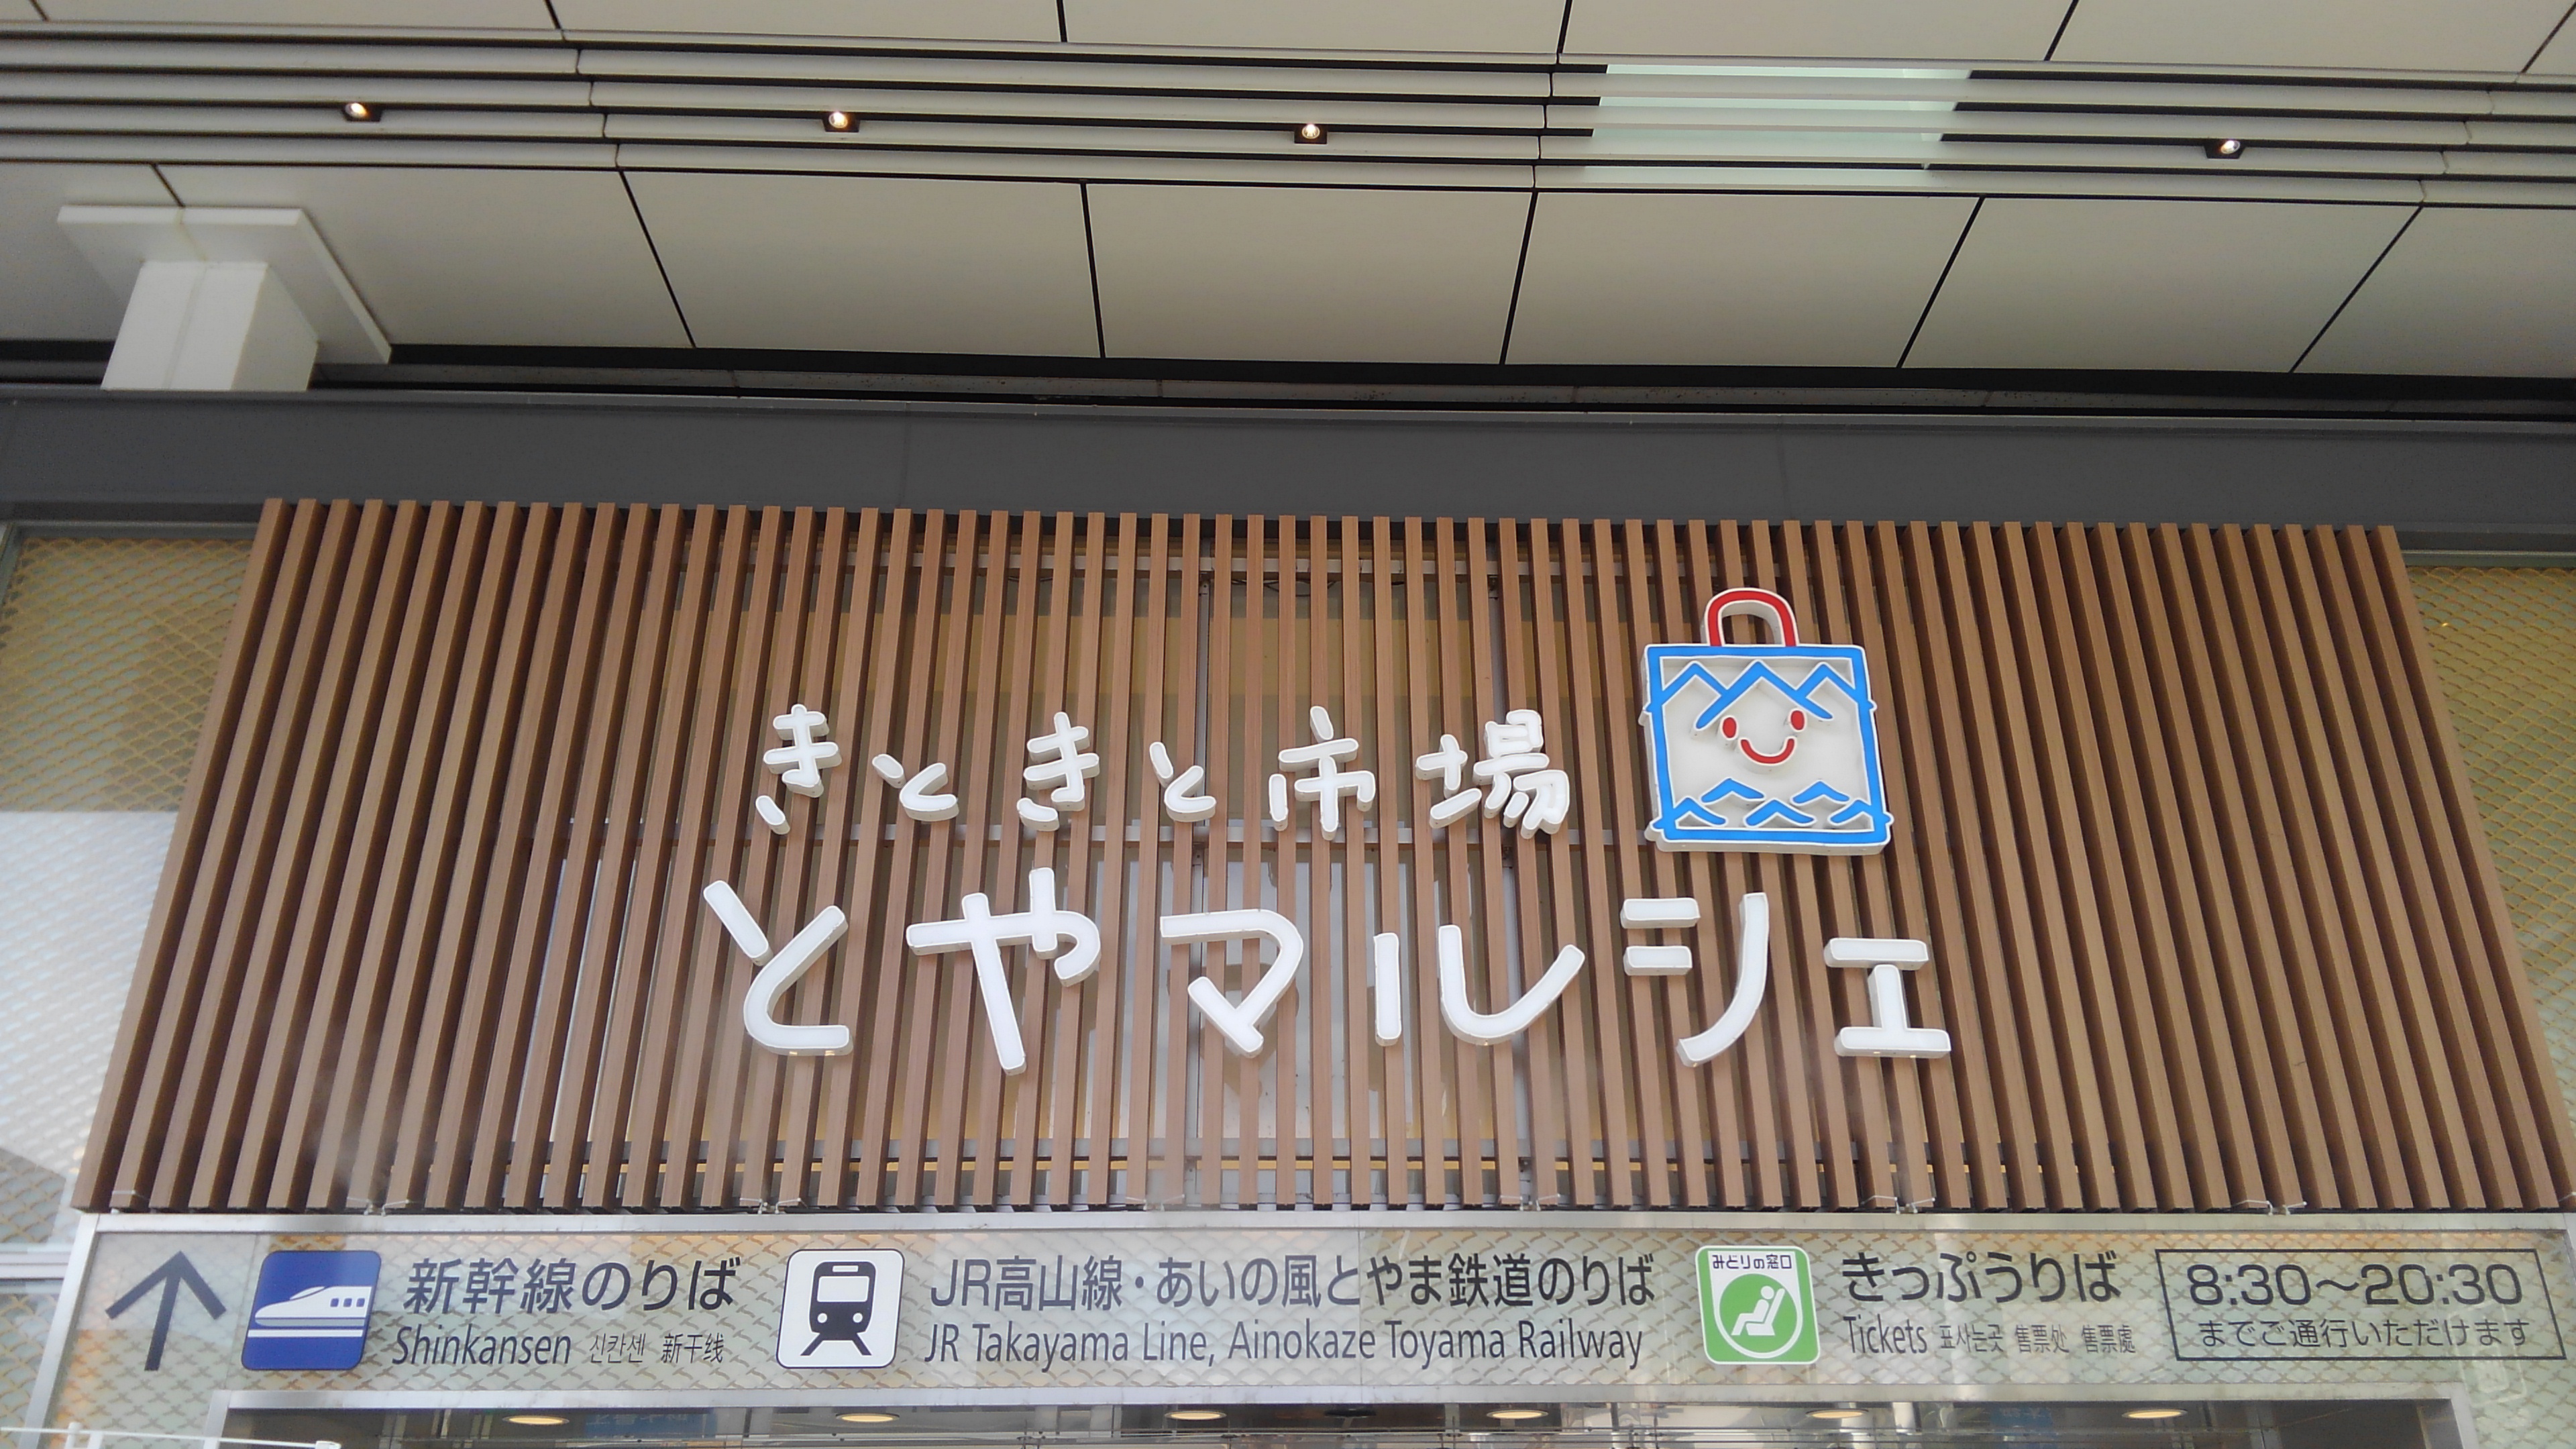 きときと市場
とやマルシェ
新幹線のりば
Shinkansen 신칸센 新干线
JR高山線・あいの風とやま鉄道のりば
JR Takayama Line, Ainokaze Toyama Railway
みどりの窓口
きっぷうりば
Tickets 표사는곳 售票处 售票處
8:30～20:30
までご通行いただけます